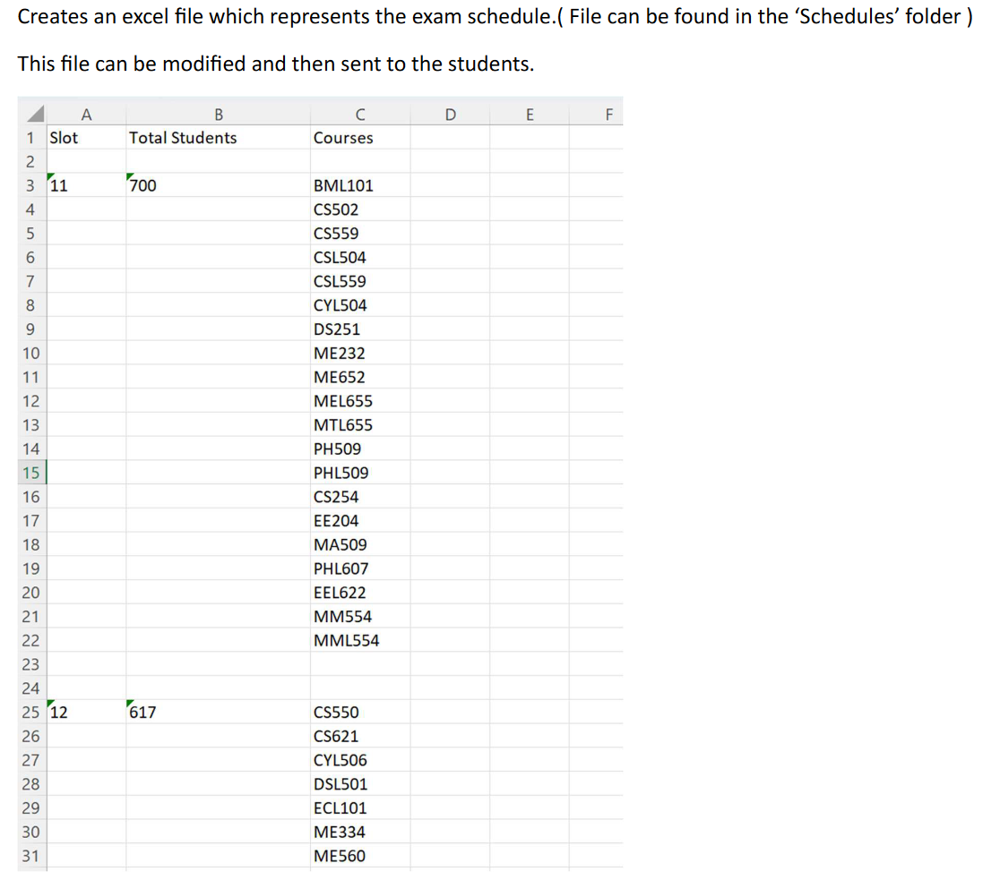 Creates an excel file which represents the exam schedule.( File can be found in the ‘Schedules’ folder )
This file can be modified and then sent to the students.
A B C D E F
1 Slot Total Students Courses
2
3 11 700 BML101
4 CS502
5 CS559
6 CSL504
7 CSL559
8 CYL504
9 DS251
10 ME232
11 ME652
12 MEL655
13 MTL655
14 PH509
15 PHL509
16 CS254
17 EE204
18 MA509
19 PHL607
20 EEL622
21 MM554
22 MML554
23
24
25 12 617 CS550
26 CS621
27 CYL506
28 DSL501
29 ECL101
30 ME334
31 ME560